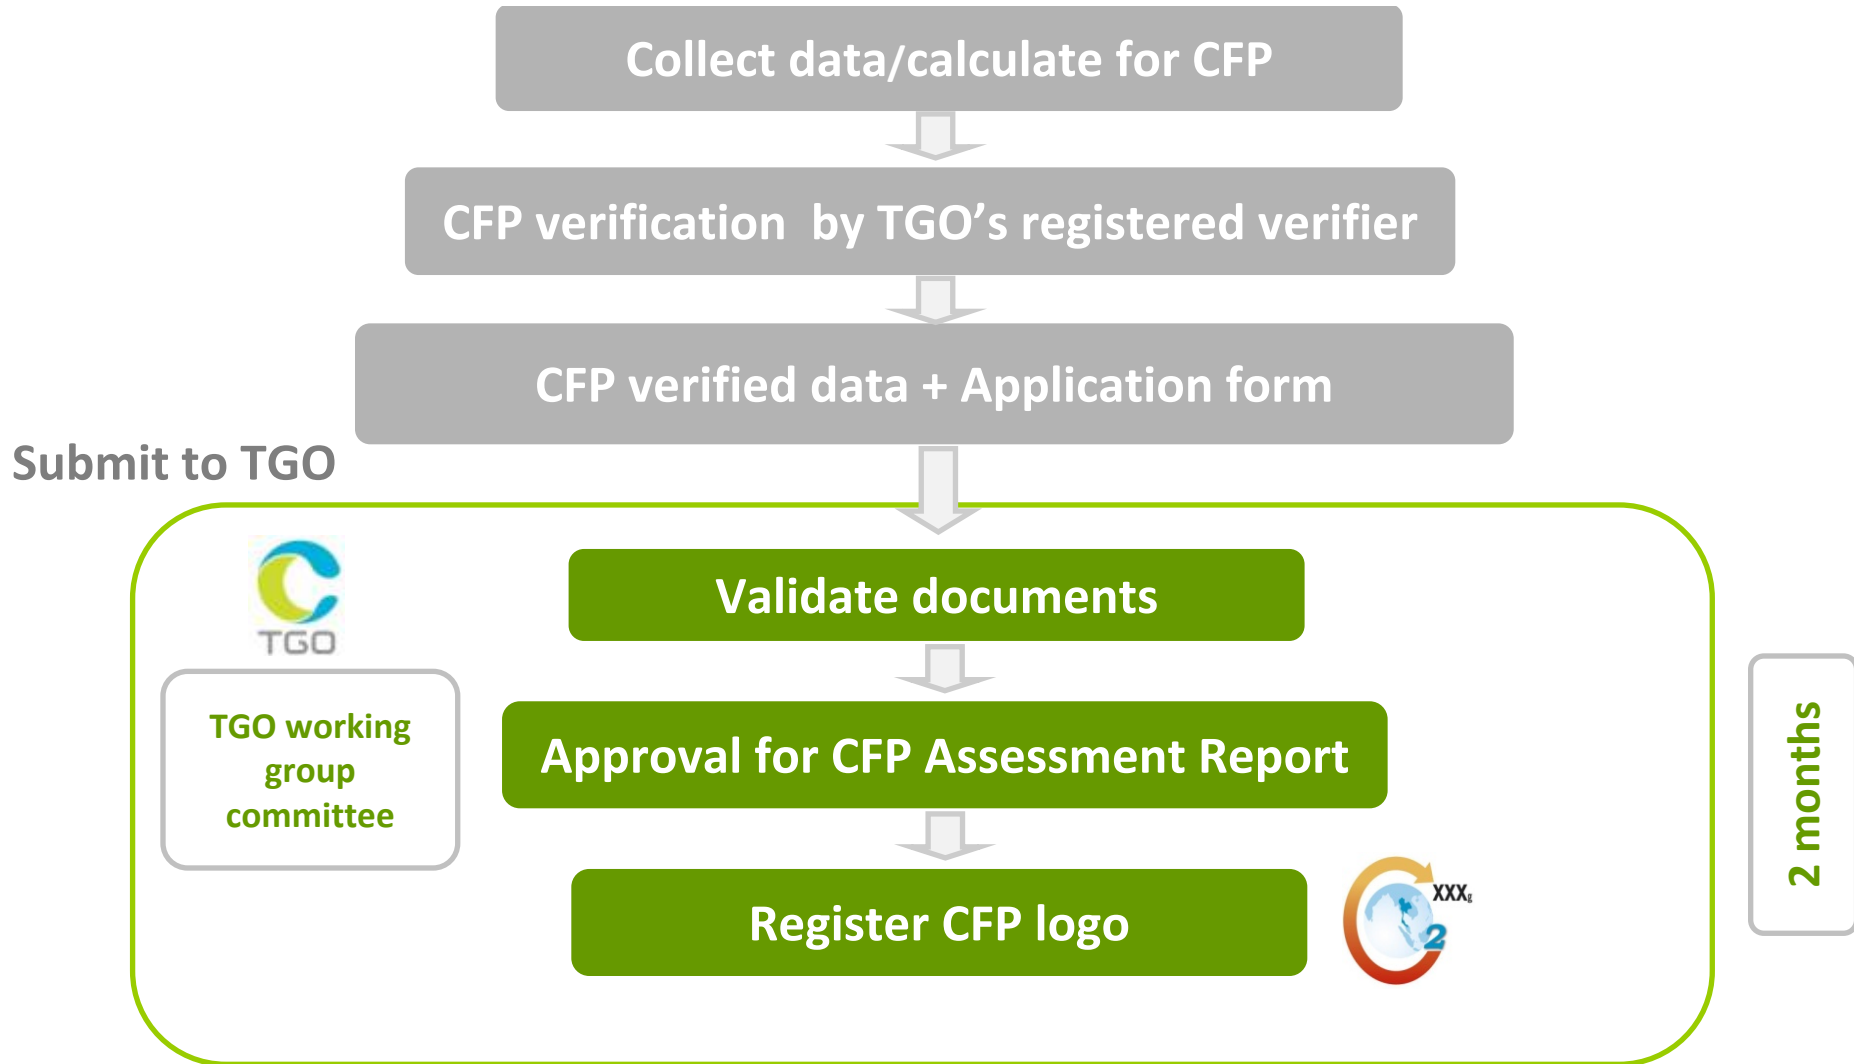 Collect data/calculate for CFP
CFP verification  by TGO’s registered verifier
CFP verified data + Application form
Submit to TGO
TGO
Validate documents
TGO working
group
committee
Approval for CFP Assessment Report
2 months
Register CFP logo
XXXg
2